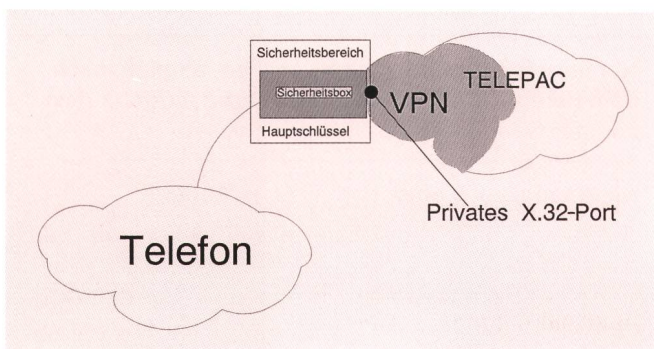 Sicherheitsbereich
Sicherheitsbox
Hauptschlüssel
VPN
TELEPAC
Privates X.32-Port
Telefon